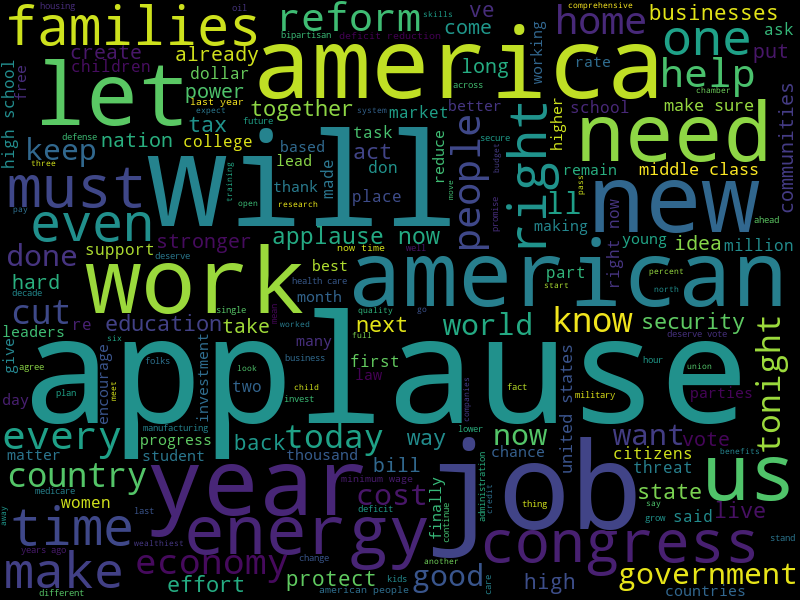 housing
oil
skills
comprehensive
families
reform
bipartisan
deficit reduction
ve
come
home
businesses
create
already
america
one
ask
put
children
dollar
free
power
long
working
rate
help
let
last year
together
market
across
better
chamber
make sure
high school
expect
system
tax
future
task
higher
school
need
defense
nation
college
act
reduce
secure
budget
communities
keep
three
based
lead
don
people
right
remain
middle class
must
will
training
thank
made
place
move
pass
new
pay
open
research
promise
ll
making
ahead
even
stronger
applause now
right now
young
idea
million
done
support
deserve
now time
well
american
hard
work
best
health care
part
percent
start
north
decade
month
quality
go
cut
single
mean
leaders
re
education
take
worked
next
world
know
security
six
many
full
deserve vote
give
agree
encourage
folks
look
investment
applause
first
business
hour
union
day
plan
meet
two
child
law
invest
companies
fact
military
united states
parties
tonight
every
manufacturing
lower
progress
back
today
way
now
want
vote
benefits
matter
student
thousand
chance
citizens
country
year
bill
job
threat
state
us
medicare
minimum wage
administration
cost
finally
continue
credit
thing
say
women
last
deficit
grow
said
live
away
time
energy
years ago
wealthiest
economy
change
another
congress
stand
make
effort
protect
kids
good
care
high
government
different
american people
countries